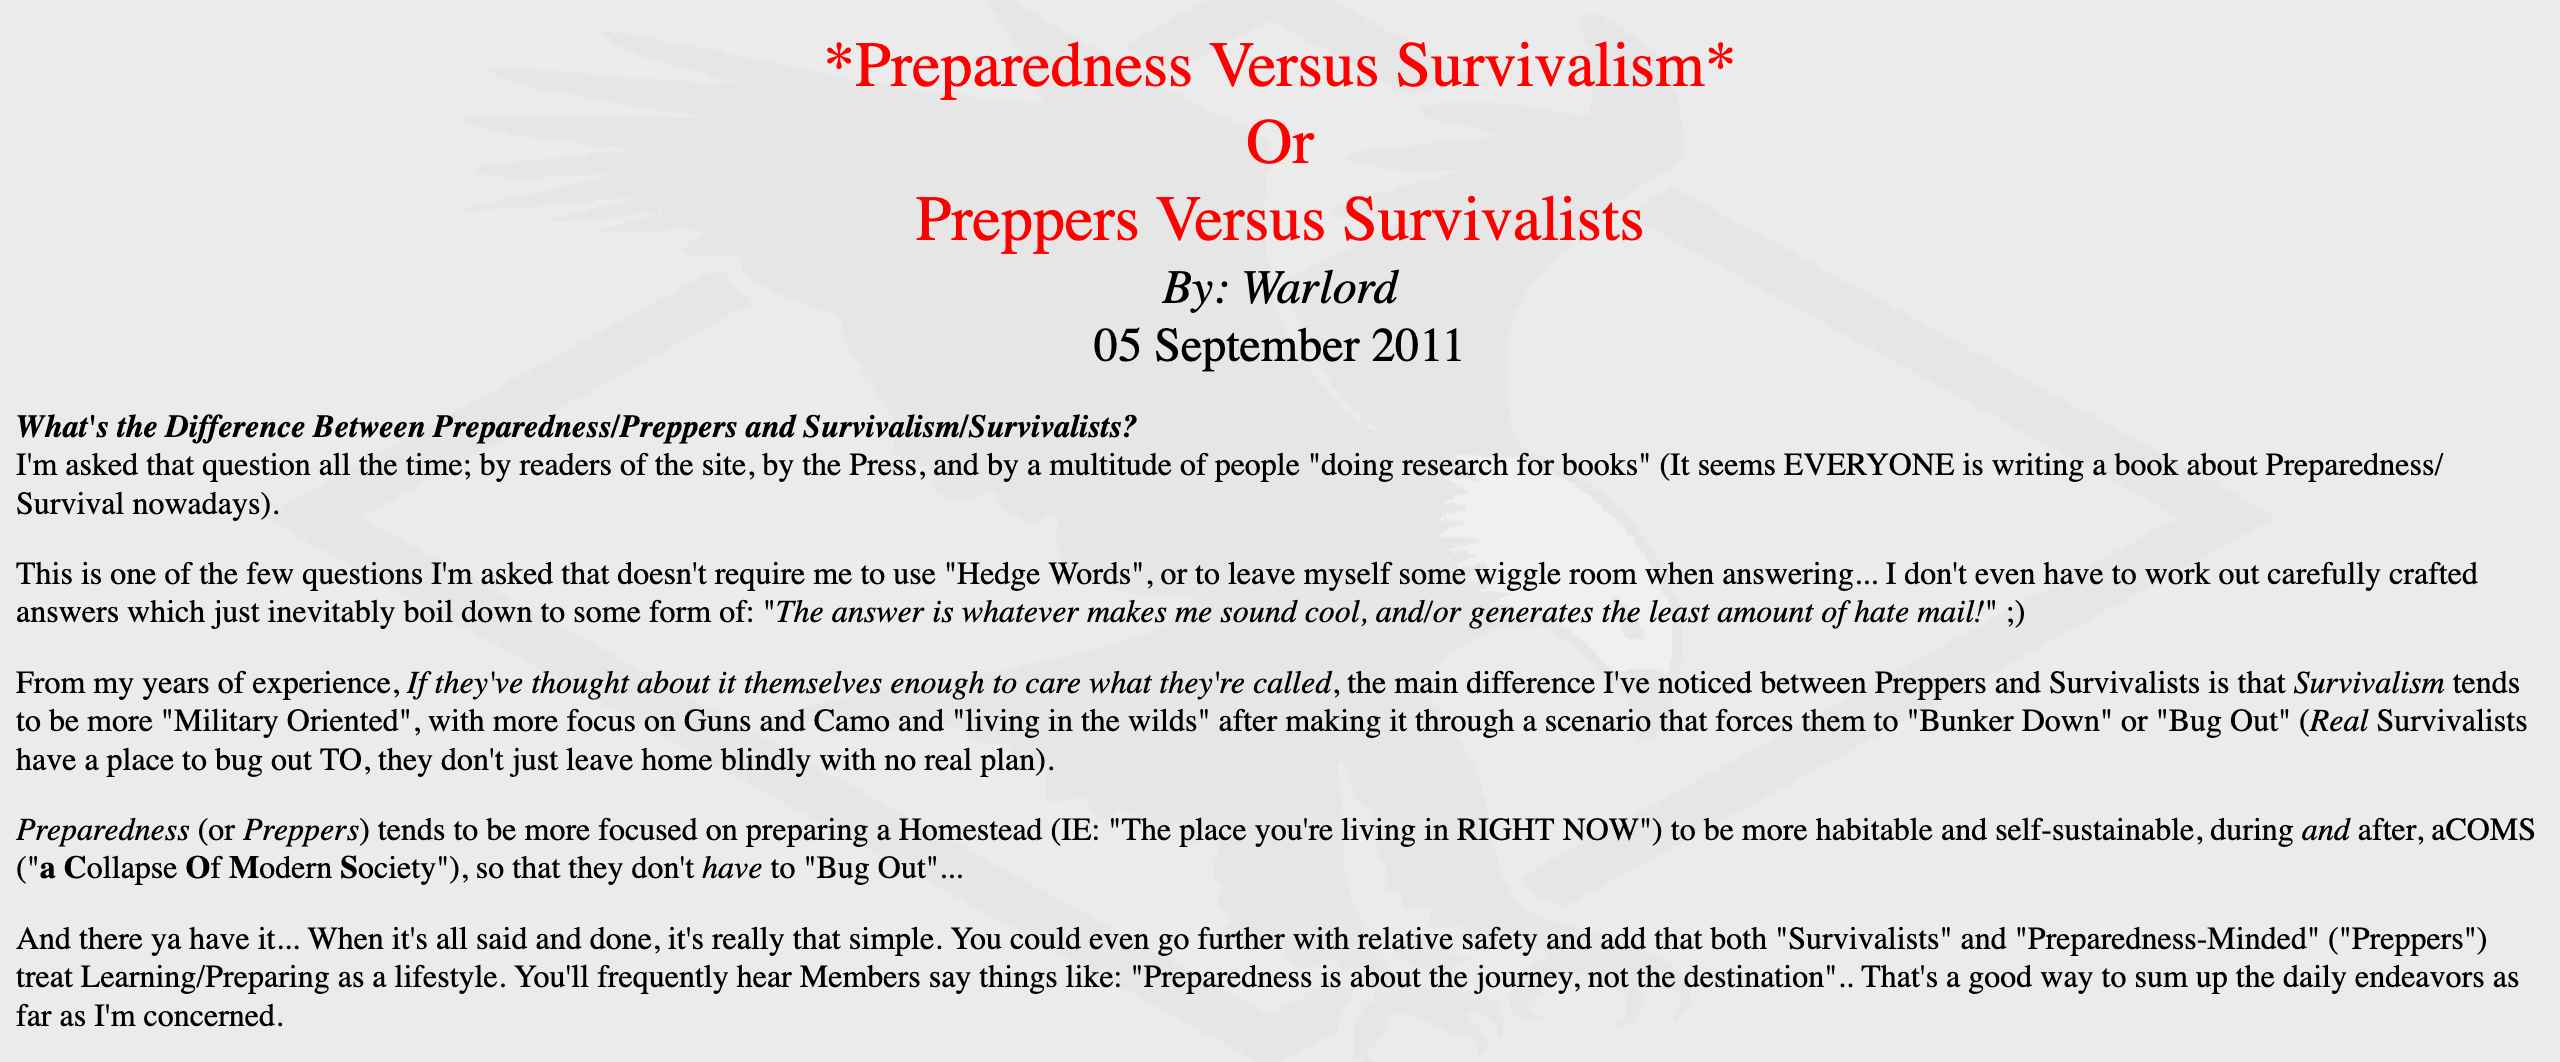 *Preparedness Versus Survivalism*
Or
Preppers Versus Survivalists
By: Warlord
05 September 2011
What's the Difference Between Preparedness/Preppers and Survivalism/Survivalists?
I'm asked that question all the time; by readers of the site, by the Press, and by a multitude of people "doing research for books" (It seems EVERYONE is writing a book about Preparedness/
Survival nowadays).
This is one of the few questions I'm asked that doesn't require me to use "Hedge Words", or to leave myself some wiggle room when answering... I don't even have to work out carefully crafted
answers which just inevitably boil down to some form of: "The answer is whatever makes me sound cool, and/or generates the least amount of hate mail!" ;)
From my years of experience, If they've thought about it themselves enough to care what they're called, the main difference I've noticed between Preppers and Survivalists is that Survivalism tends
to be more "Military Oriented", with more focus on Guns and Camo and "living in the wilds" after making it through a scenario that forces them to "Bunker Down" or "Bug Out" (Real Survivalists
have a place to bug out TO, they don't just leave home blindly with no real plan).
Preparedness (or Preppers) tends to be more focused on preparing a Homestead (IE: "The place you're living in RIGHT NOW") to be more habitable and self-sustainable, during and after, aCOMS
("a Collapse Of Modern Society"), so that they don't have to "Bug Out"...
And there ya have it... When it's all said and done, it's really that simple. You could even go further with relative safety and add that both "Survivalists" and "Preparedness-Minded" ("Preppers")
treat Learning/Preparing as a lifestyle. You'll frequently hear Members say things like: "Preparedness is about the journey, not the destination".. That's a good way to sum up the daily endeavors as
far as I'm concerned.